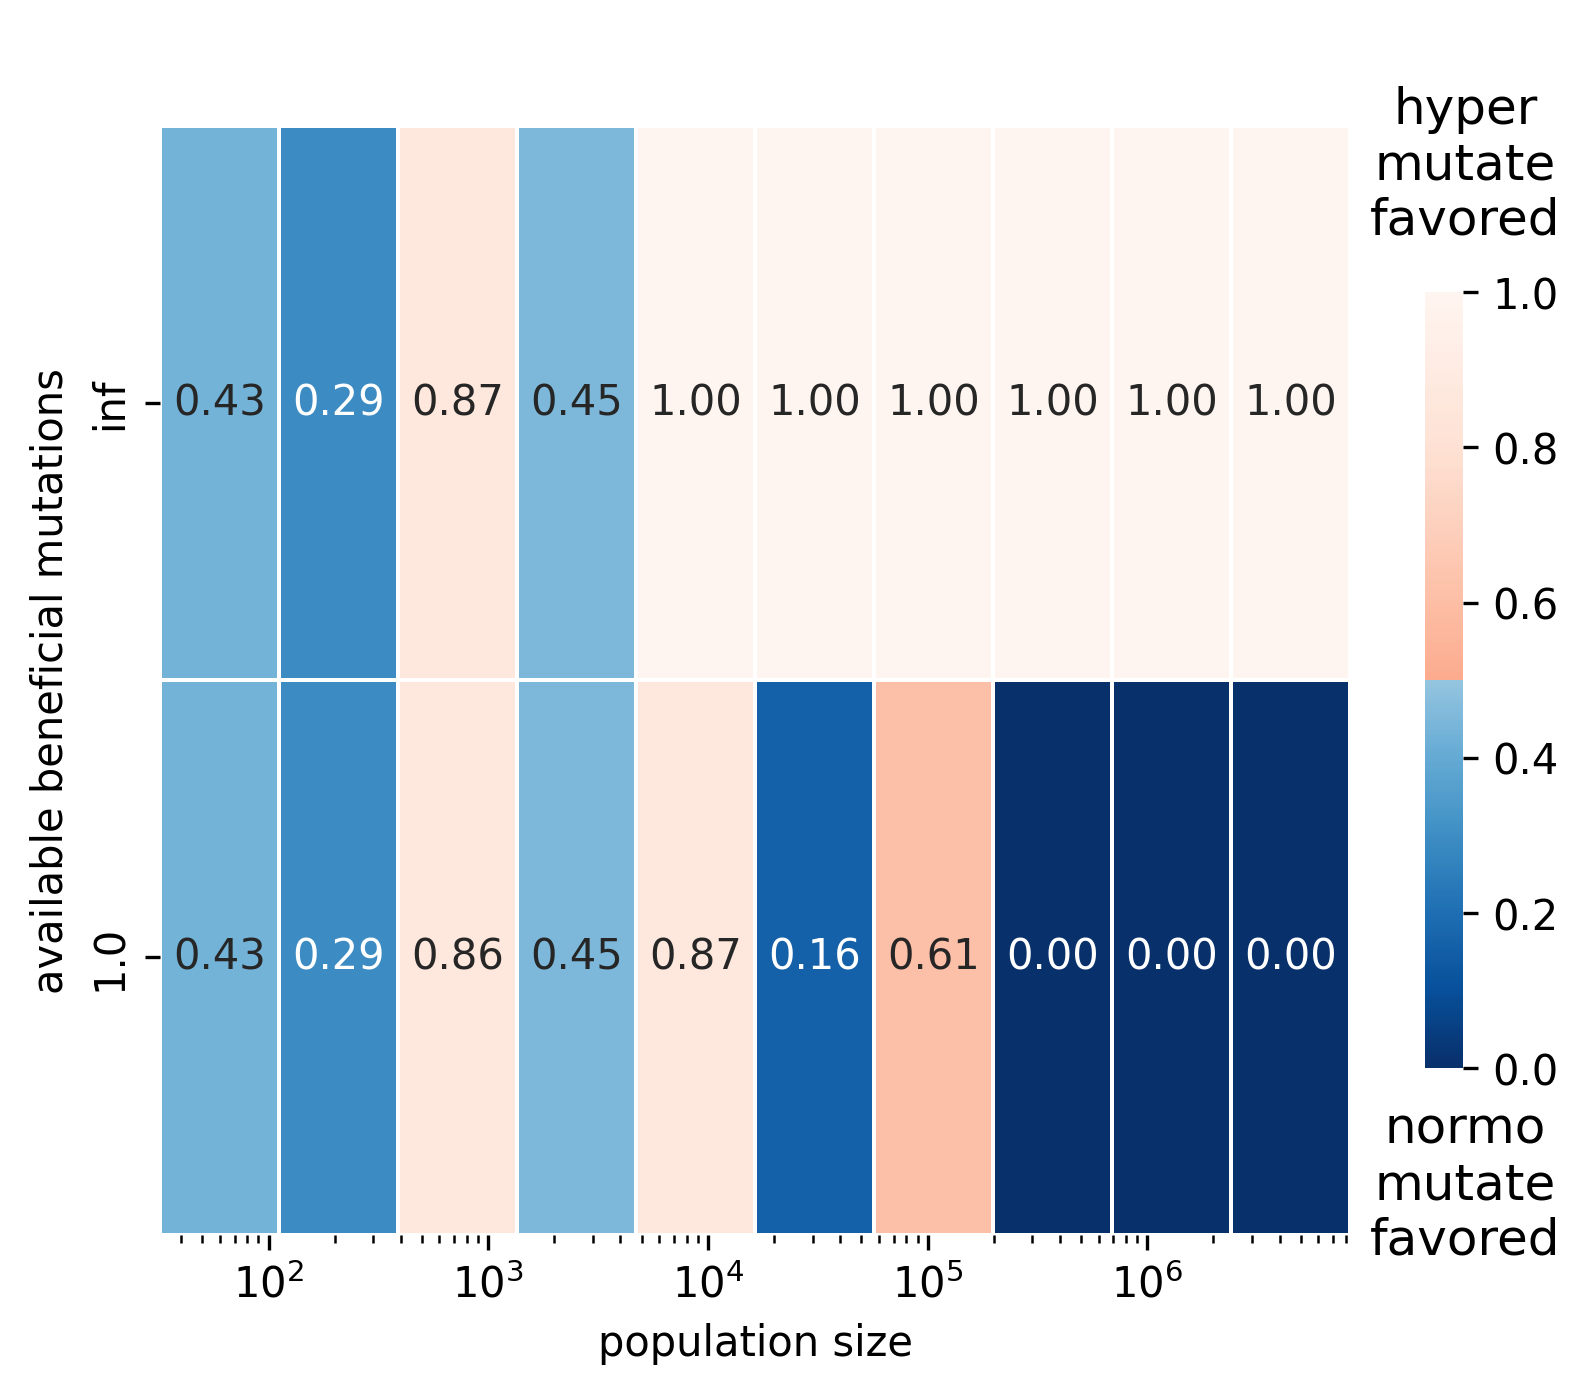 hyper
mutate
favored
available beneficial mutations
inf
0.43 0.29 0.87 0.45 1.00 1.00 1.00 1.00 1.00 1.00
1.0
0.43 0.29 0.86 0.45 0.87 0.16 0.61 0.00 0.00 0.00
1.0
0.8
0.6
0.4
0.2
0.0
normo
mutate
favored
10² 10³ 10⁴ 10⁵ 10⁶
population size